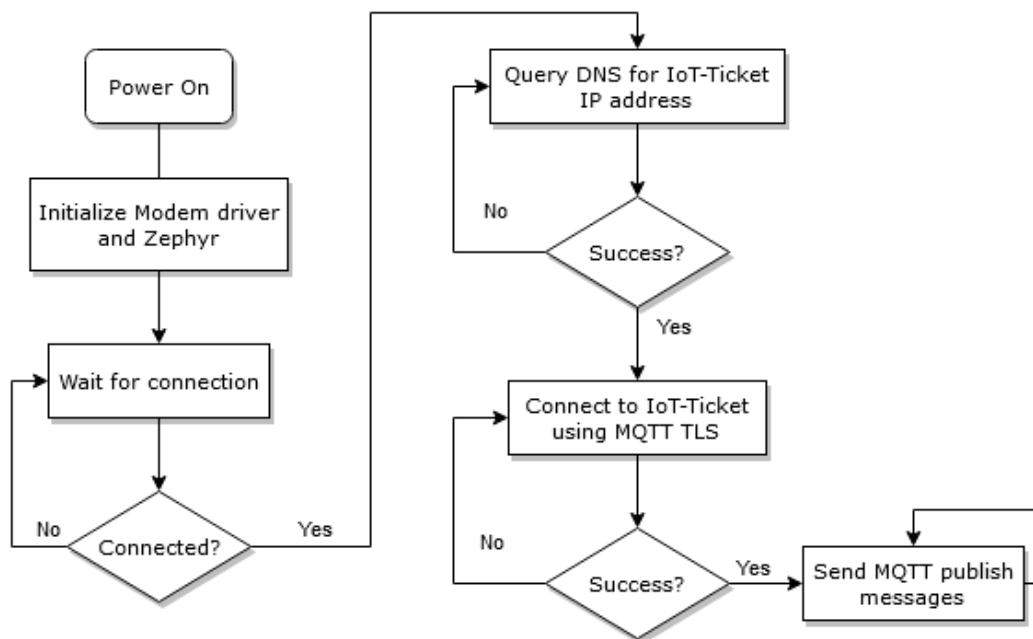 Power On
Initialize Modem driver
and Zephyr
Wait for connection
No
Connected?
Yes
Query DNS for IoT-Ticket
IP address
No
Success?
Yes
Connect to IoT-Ticket
using MQTT TLS
No
Success?
Yes
Send MQTT publish
messages